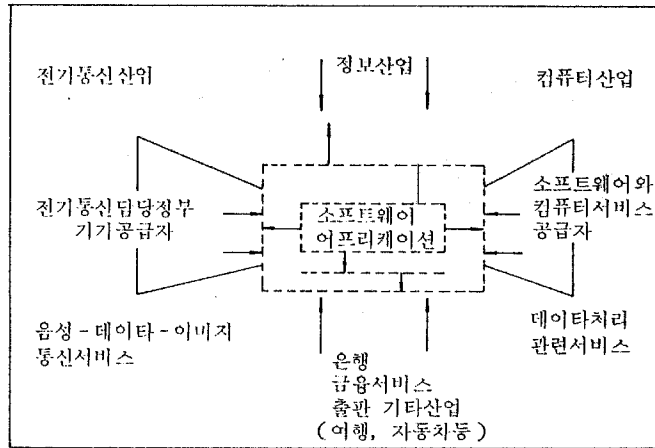 전기통신산업
정보산업
컴퓨터산업
전기통신담당정부
기기공급자
소프트웨어
어프리케이션
소프트웨어와
컴퓨터서비스
공급자
음성-데이타-이미지
통신서비스
데이타처리
관련서비스
은행
금융서비스
출판 기타산업
(여행, 자동차등)